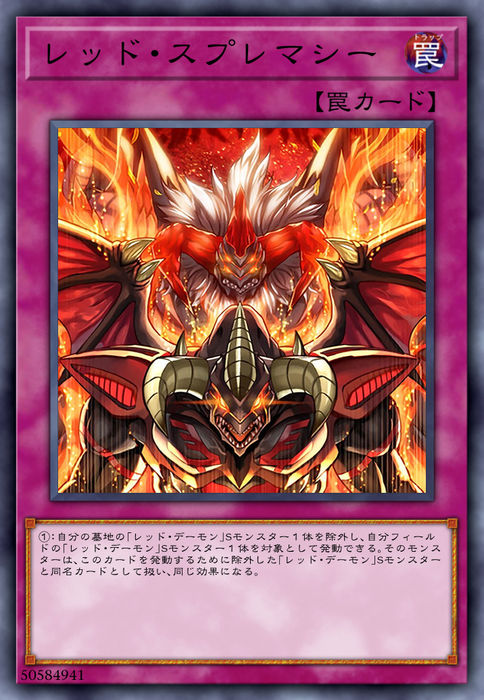 レッド・スプレマシー
トラップ
罠
【罠カード】
①:自分の墓地の「レッド・デーモン」Sモンスター１体を除外し、自分フィール
ドの「レッド・デーモン」Sモンスター１体を対象として発動できる。そのモンス
ターは、このカードを発動するために除外した「レッド・デーモン」Sモンスター
と同名カードとして扱い、同じ効果になる。
50584941